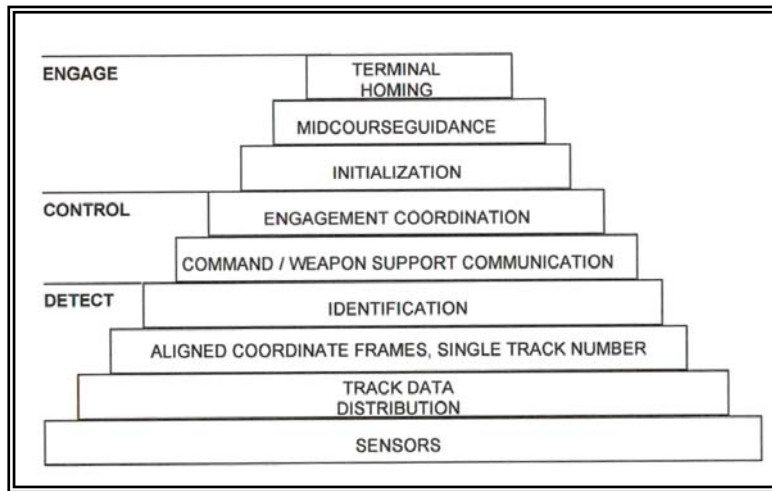 ENGAGE
TERMINAL
HOMING
MIDCOURSEGUIDANCE
INITIALIZATION
CONTROL
ENGAGEMENT COORDINATION
COMMAND / WEAPON SUPPORT COMMUNICATION
DETECT
IDENTIFICATION
ALIGNED COORDINATE FRAMES, SINGLE TRACK NUMBER
TRACK DATA
DISTRIBUTION
SENSORS